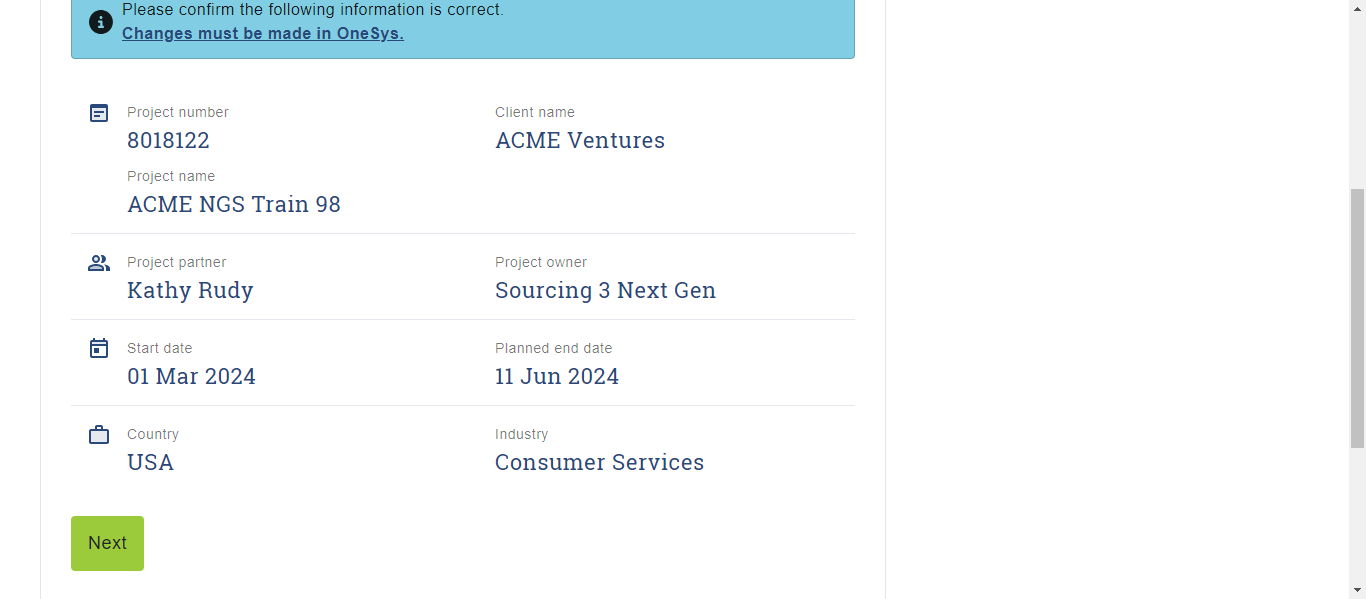 Please confirm the following information is correct.
Changes must be made in OneSys.
Project number
8018122
Client name
ACME Ventures
Project name
ACME NGS Train 98
Project partner
Kathy Rudy
Project owner
Sourcing 3 Next Gen
Start date
01 Mar 2024
Planned end date
11 Jun 2024
Country
USA
Industry
Consumer Services
Next